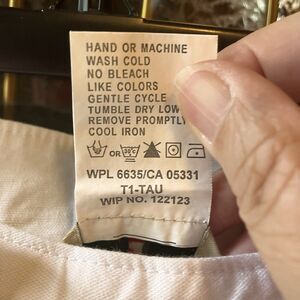 HAND OR MACHINE
WASH COLD
NO BLEACH
LIKE COLORS
GENTLE CYCLE
TUMBLE DRY LOW
REMOVE PROMPTLY
COOL IRON
OR 30°C
WPL 6635/CA 05331
T1-TAU
WIP NO. 122123